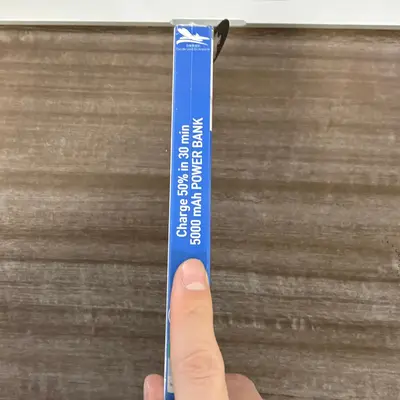 Charge 50% in 30 min
5000 mAh POWER BANK